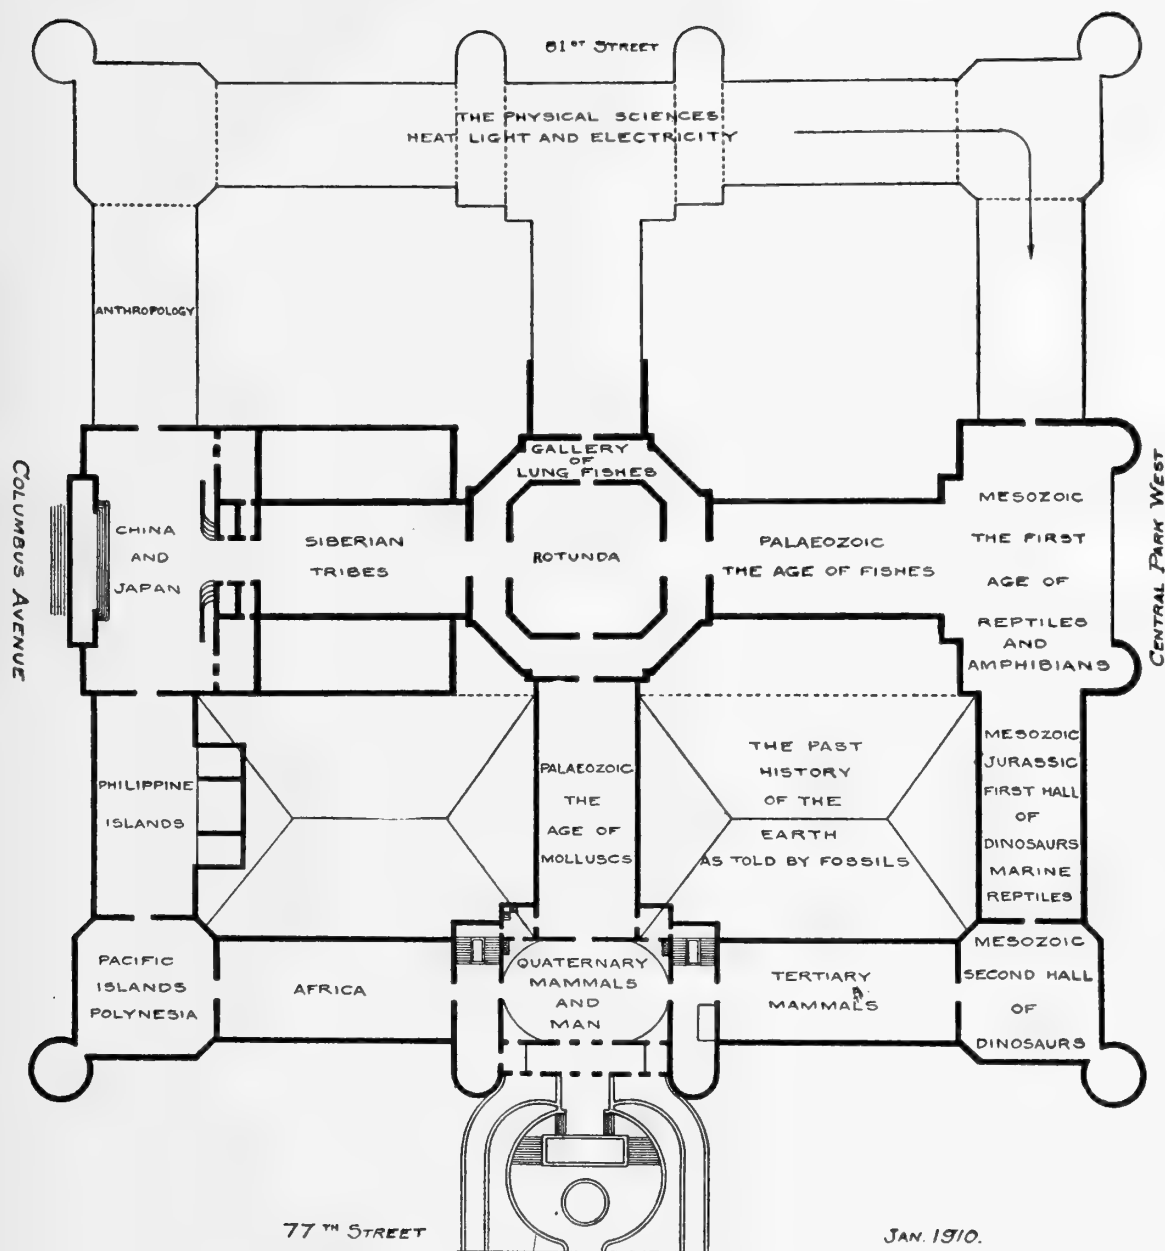 81ST STREET
THE PHYSICAL SCIENCES
HEAT LIGHT AND ELECTRICITY
ANTHROPOLOGY
COLUMBUS AVENUE
CHINA
AND
JAPAN
SIBERIAN
TRIBES
GALLERY
OF
LUNG FISHES
ROTUNDA
PALAEOZOIC
THE AGE OF FISHES
MESOZOIC
THE FIRST
AGE OF
REPTILES
AND
AMPHIBIANS
CENTRAL PARK WEST
PHILIPPINE
ISLANDS
PALAEOZOIC
THE
AGE OF
MOLLUSCS
THE PAST
HISTORY
OF THE
EARTH
AS TOLD BY FOSSILS
MESOZOIC
JURASSIC
FIRST HALL
OF
DINOSAURS
MARINE
REPTILES
PACIFIC
ISLANDS
POLYNESIA
AFRICA
QUATERNARY
MAMMALS
AND
MAN
TERTIARY
MAMMALS
MESOZOIC
SECOND HALL
OF
DINOSAURS
77TH STREET
JAN. 1910.